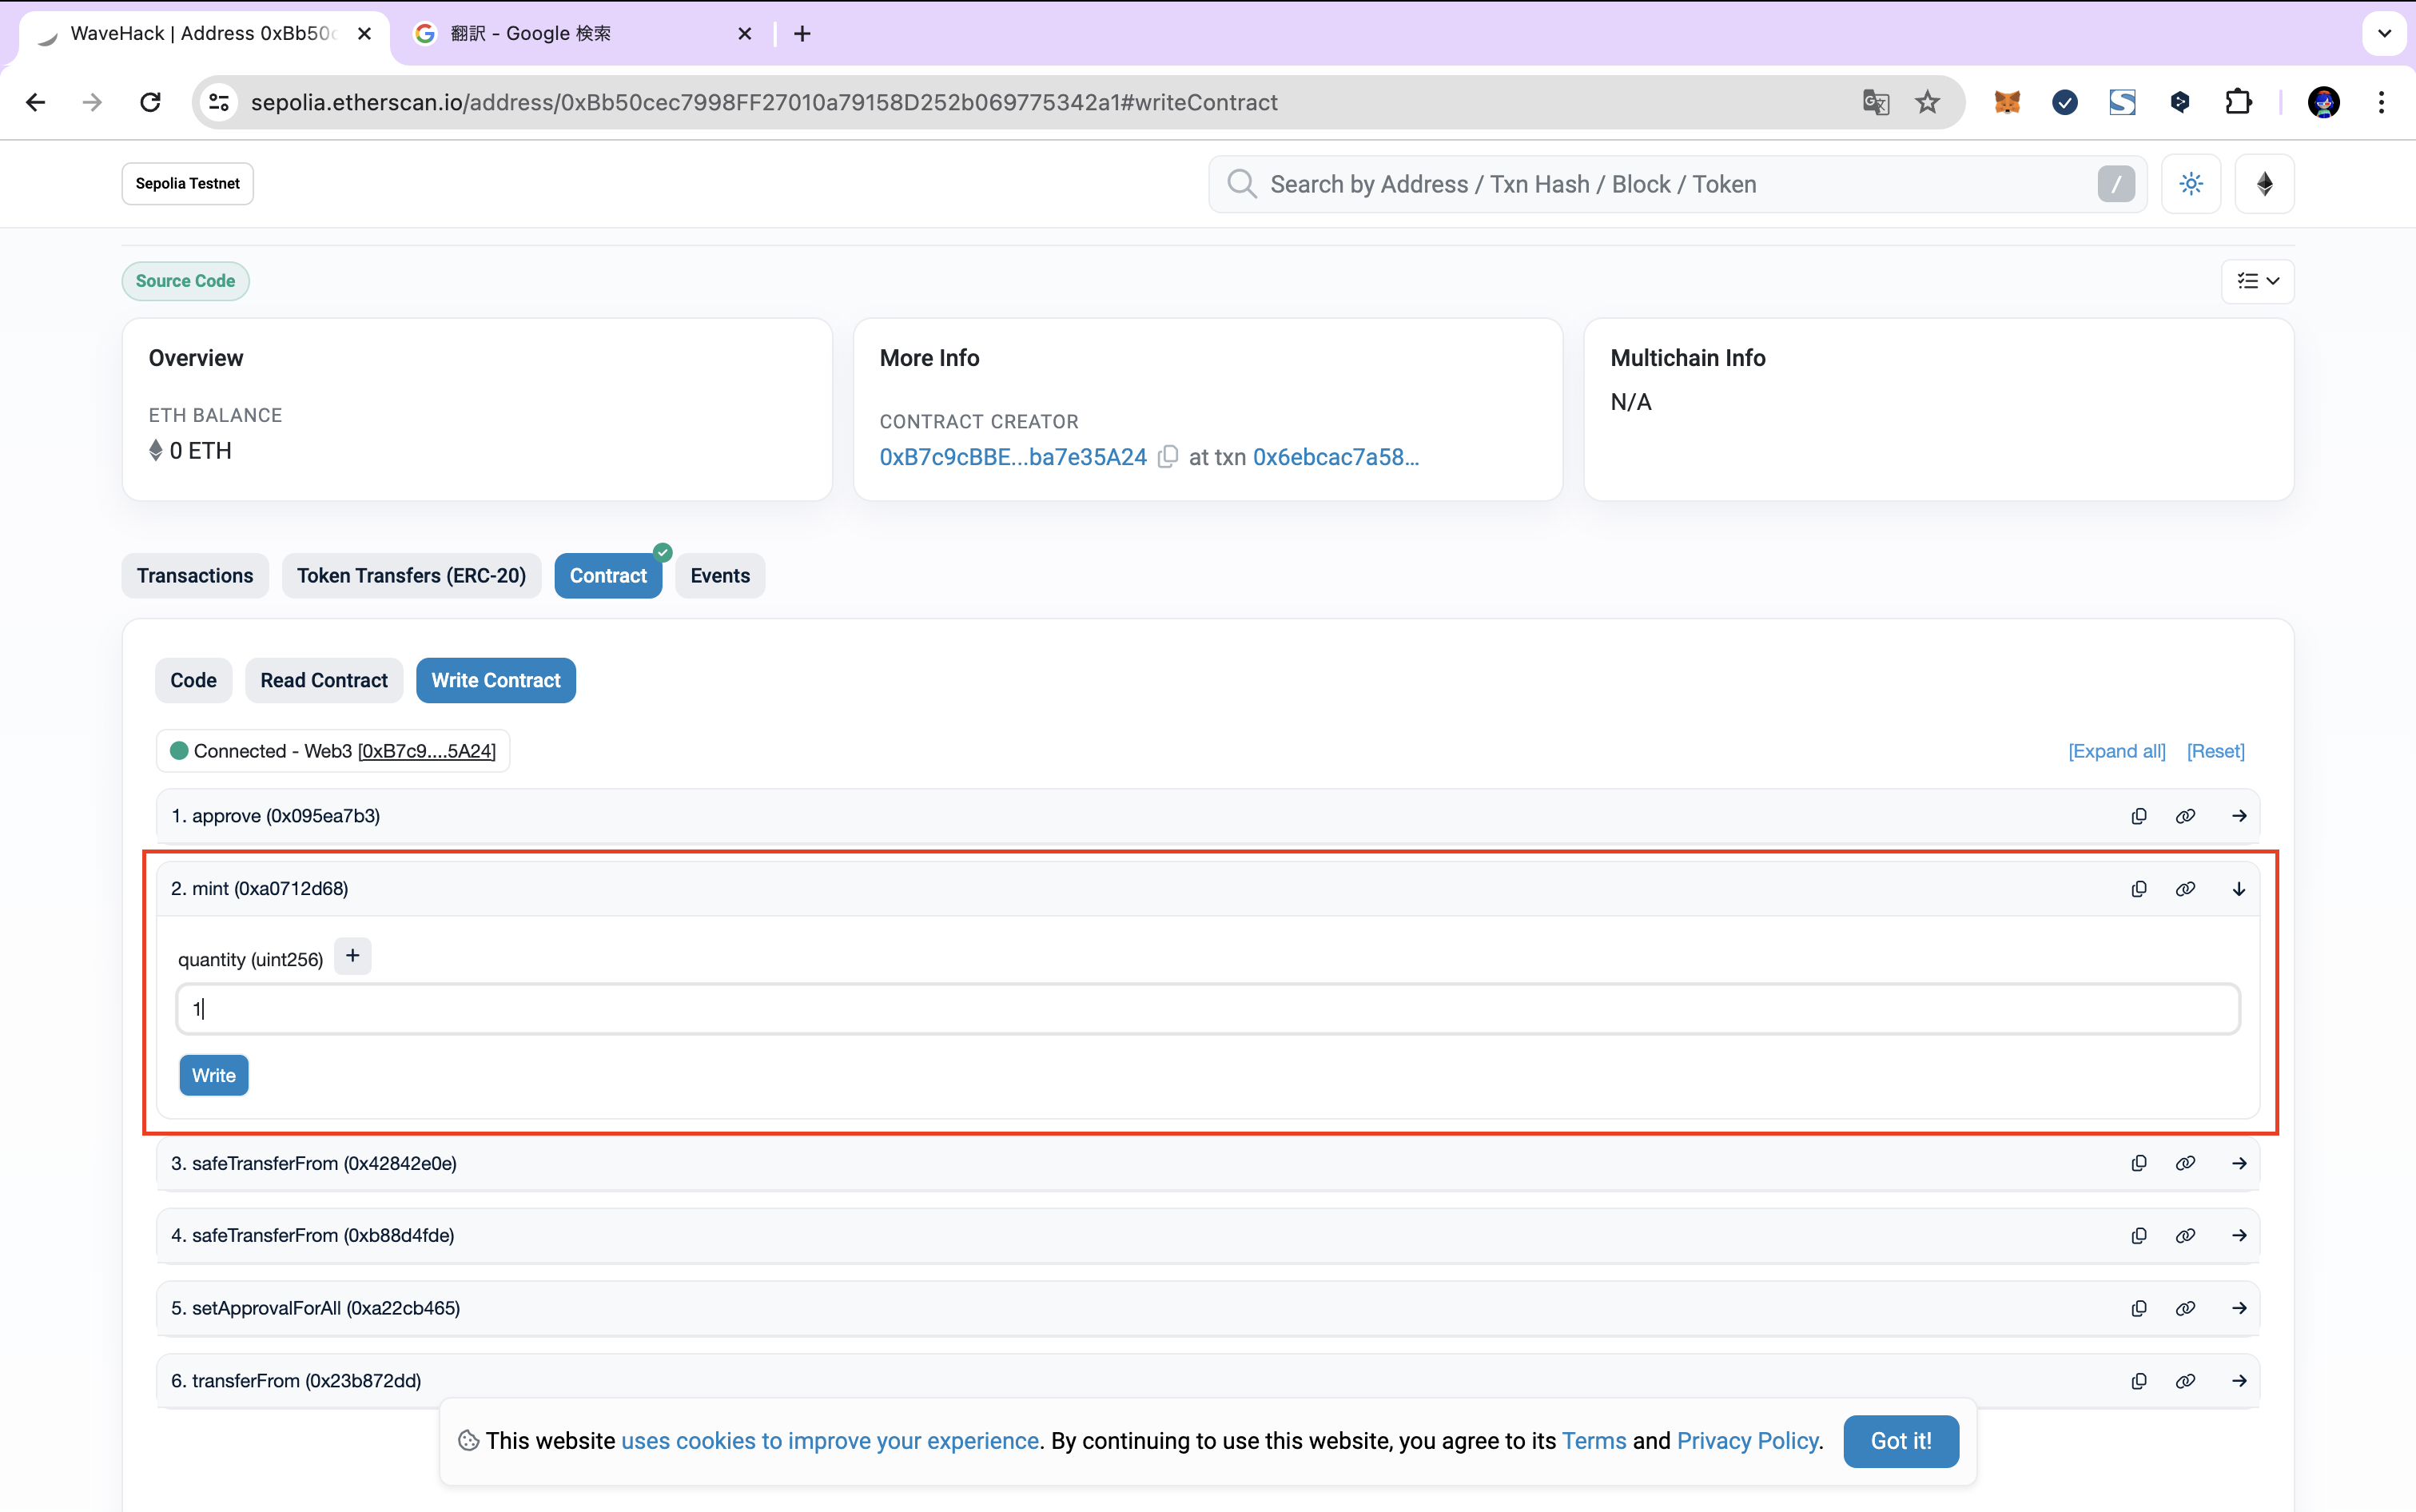 WaveHack | Address 0xBb50c
翻訳 - Google 検索
sepolia.etherscan.io/address/0xBb50cec7998FF27010a79158D252b069775342a1#writeContract
Sepolia Testnet
Search by Address / Txn Hash / Block / Token
/
Source Code
Overview
ETH BALANCE
0 ETH
More Info
CONTRACT CREATOR
0xB7c9cBBE...ba7e35A24 at txn 0x6ebcac7a58...
Multichain Info
N/A
Transactions
Token Transfers (ERC-20)
Contract
Events
Code
Read Contract
Write Contract
Connected - Web3 [0xB7c9....5A24]
[Expand all]
[Reset]
1. approve (0x095ea7b3)
2. mint (0xa0712d68)
quantity (uint256)
+
1
Write
3. safeTransferFrom (0x42842e0e)
4. safeTransferFrom (0xb88d4fde)
5. setApprovalForAll (0xa22cb465)
6. transferFrom (0x23b872dd)
This website uses cookies to improve your experience. By continuing to use this website, you agree to its Terms and Privacy Policy.
Got it!